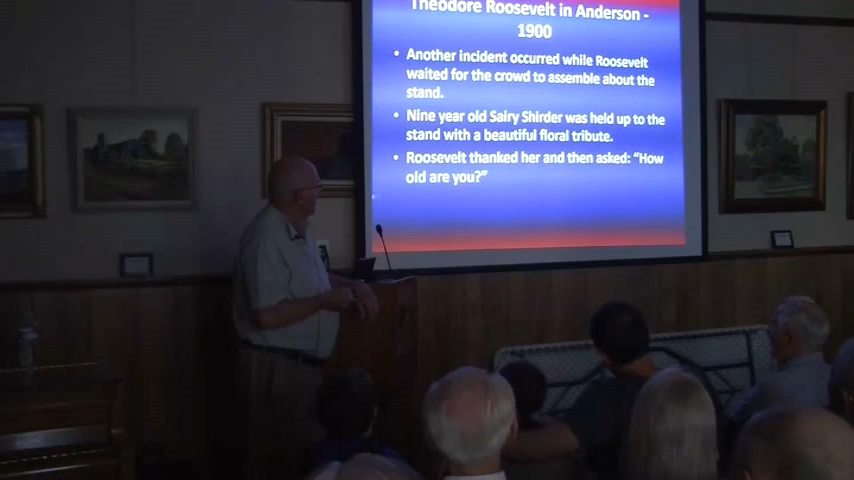 Theodore Roosevelt in Anderson -
1900
• Another incident occurred while Roosevelt
waited for the crowd to assemble about the
stand.
• Nine year old Sairy Shirder was held up to the
stand with a beautiful floral tribute.
• Roosevelt thanked her and then asked: “How
old are you?”